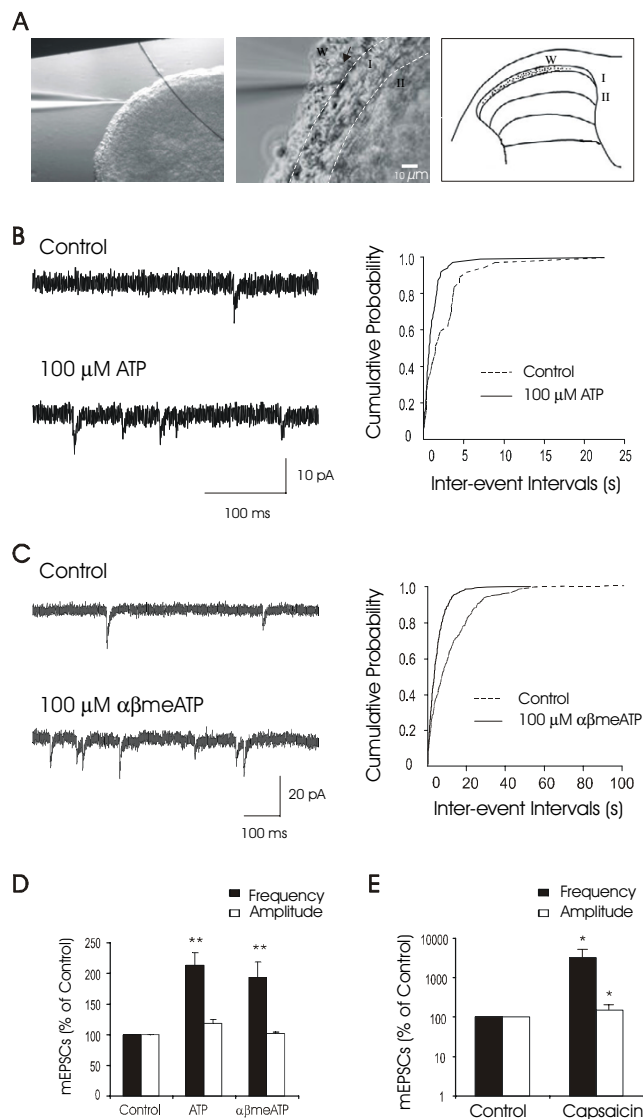 A
W
I
II
10 µm
W
I
II
B
Control
100 µM ATP
10 pA
100 ms
Cumulative Probability
1.0
0.8
0.6
0.4
0.2
0
Control
100 µM ATP
0 5 10 15 20 25
Inter-event Intervals (s)
C
Control
100 µM αβmeATP
20 pA
100 ms
Cumulative Probability
1.0
0.8
0.6
0.4
0.2
0
Control
100 µM αβmeATP
0 20 40 60 80 100
Inter-event Intervals (s)
D
Frequency
Amplitude
mEPSCs (% of Control)
250
200
150
100
50
0
** **
Control ATP αβmeATP
E
Frequency
Amplitude
mEPSCs (% of Control)
10000
1000
100
10
1
*
*
Control Capsaicin